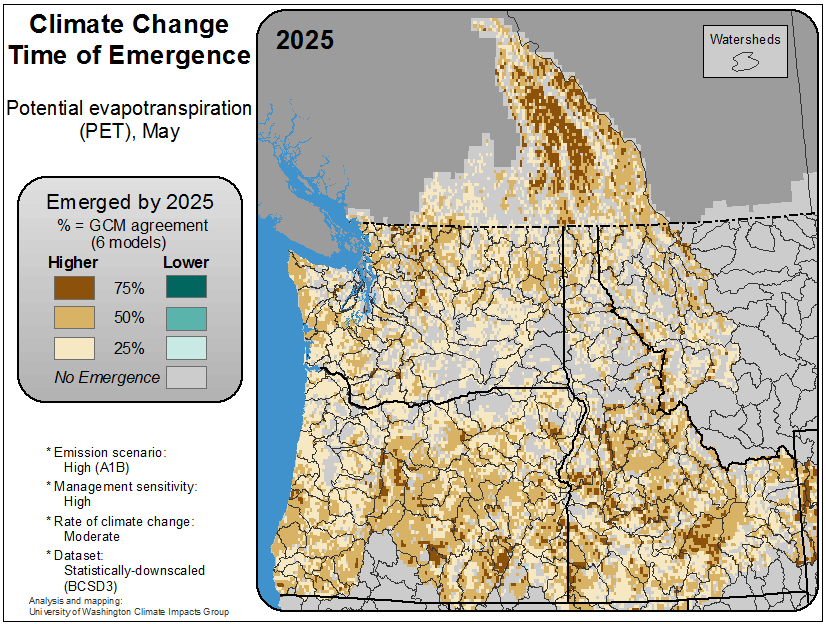 Climate Change
Time of Emergence
Potential evapotranspiration
(PET), May
Emerged by 2025
% = GCM agreement
(6 models)
Higher Lower
75%
50%
25%
No Emergence
* Emission scenario:
High (A1B)
* Management sensitivity:
High
* Rate of climate change:
Moderate
* Dataset:
Statistically-downscaled
(BCSD3)
Analysis and mapping:
University of Washington Climate Impacts Group
2025
Watersheds